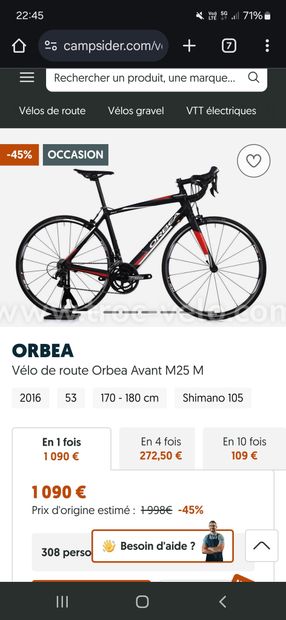 22:45
Vo)) LTE 5G 71%
campsider.com/v
7
Rechercher un produit, une marque...
Vélos de route Vélos gravel VTT électriques
-45% OCCASION
ORBEA
www.troc-velo.com
ORBEA
Vélo de route Orbea Avant M25 M
2016 53 170 - 180 cm Shimano 105
En 1 fois En 4 fois En 10 fois
1 090 € 272,50 € 109 €
1 090 €
Prix d'origine estimé : 1 998€ -45%
308 perso
👋 Besoin d'aide ?